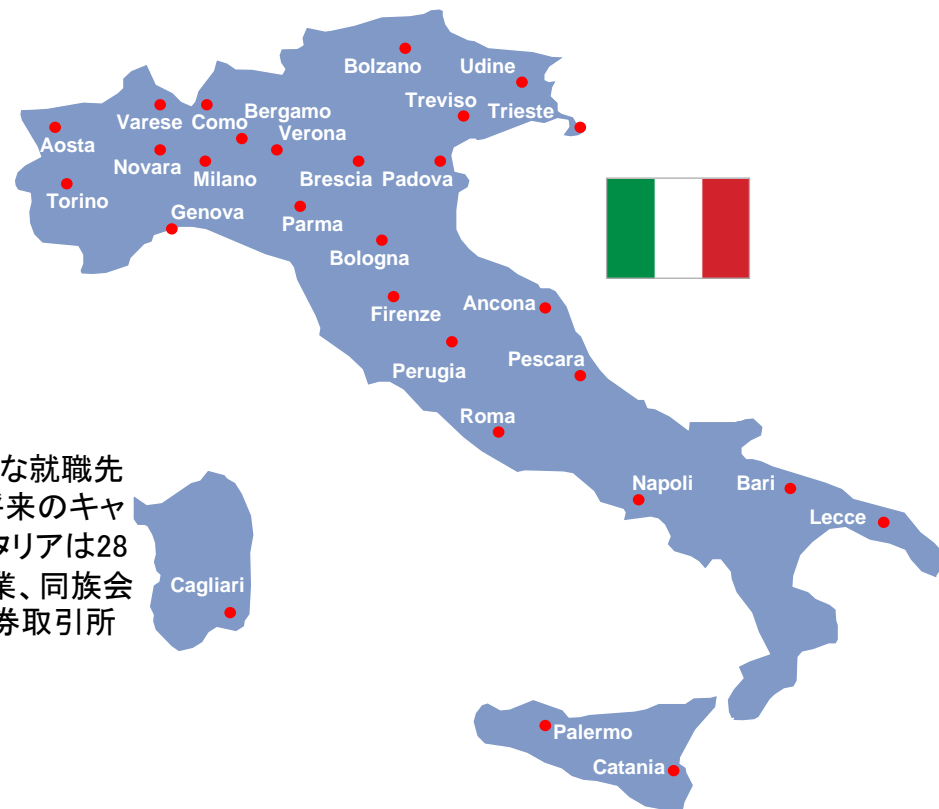 Bolzano Udine
Varese Como Bergamo Treviso Trieste
Aosta Verona
Novara Milano Brescia Padova
Torino Genova Parma
Bologna
Firenze Ancona
Perugia Pescara
Roma
な就職先
来のキャ
タリアは28
業、同族会
券取引所
Napoli Bari
Lecce
Cagliari
Palermo
Catania